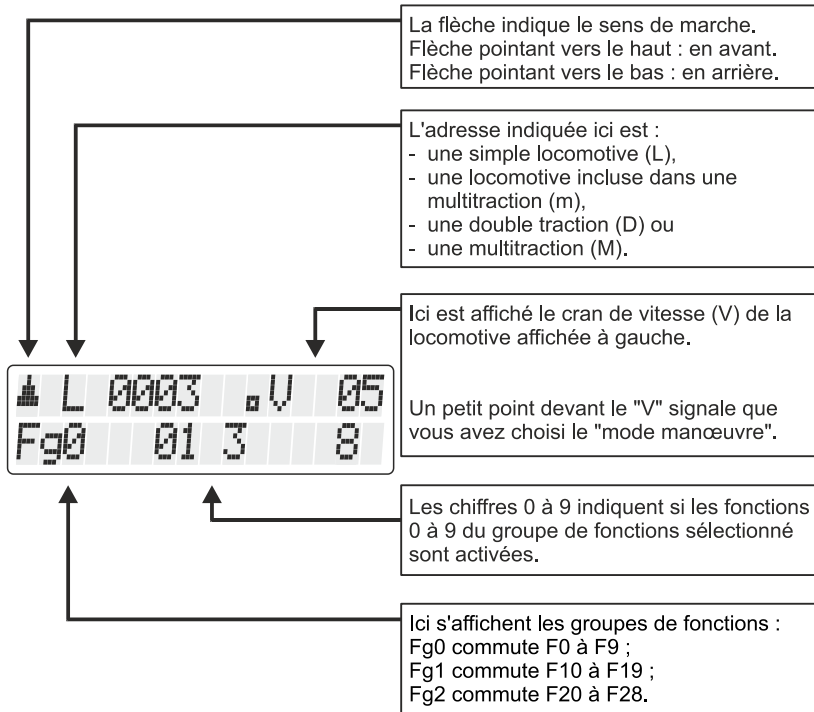 La flèche indique le sens de marche.
Flèche pointant vers le haut : en avant.
Flèche pointant vers le bas : en arrière.
L'adresse indiquée ici est :
- une simple locomotive (L),
- une locomotive incluse dans une
multitraction (m),
- une double traction (D) ou
- une multitraction (M).
Ici est affiché le cran de vitesse (V) de la
locomotive affichée à gauche.
Un petit point devant le "V" signale que
vous avez choisi le "mode manœuvre".
L 0003 .V 05
Fg0 01 3 8
Les chiffres 0 à 9 indiquent si les fonctions
0 à 9 du groupe de fonctions sélectionné
sont activées.
Ici s'affichent les groupes de fonctions :
Fg0 commute F0 à F9 ;
Fg1 commute F10 à F19 ;
Fg2 commute F20 à F28.